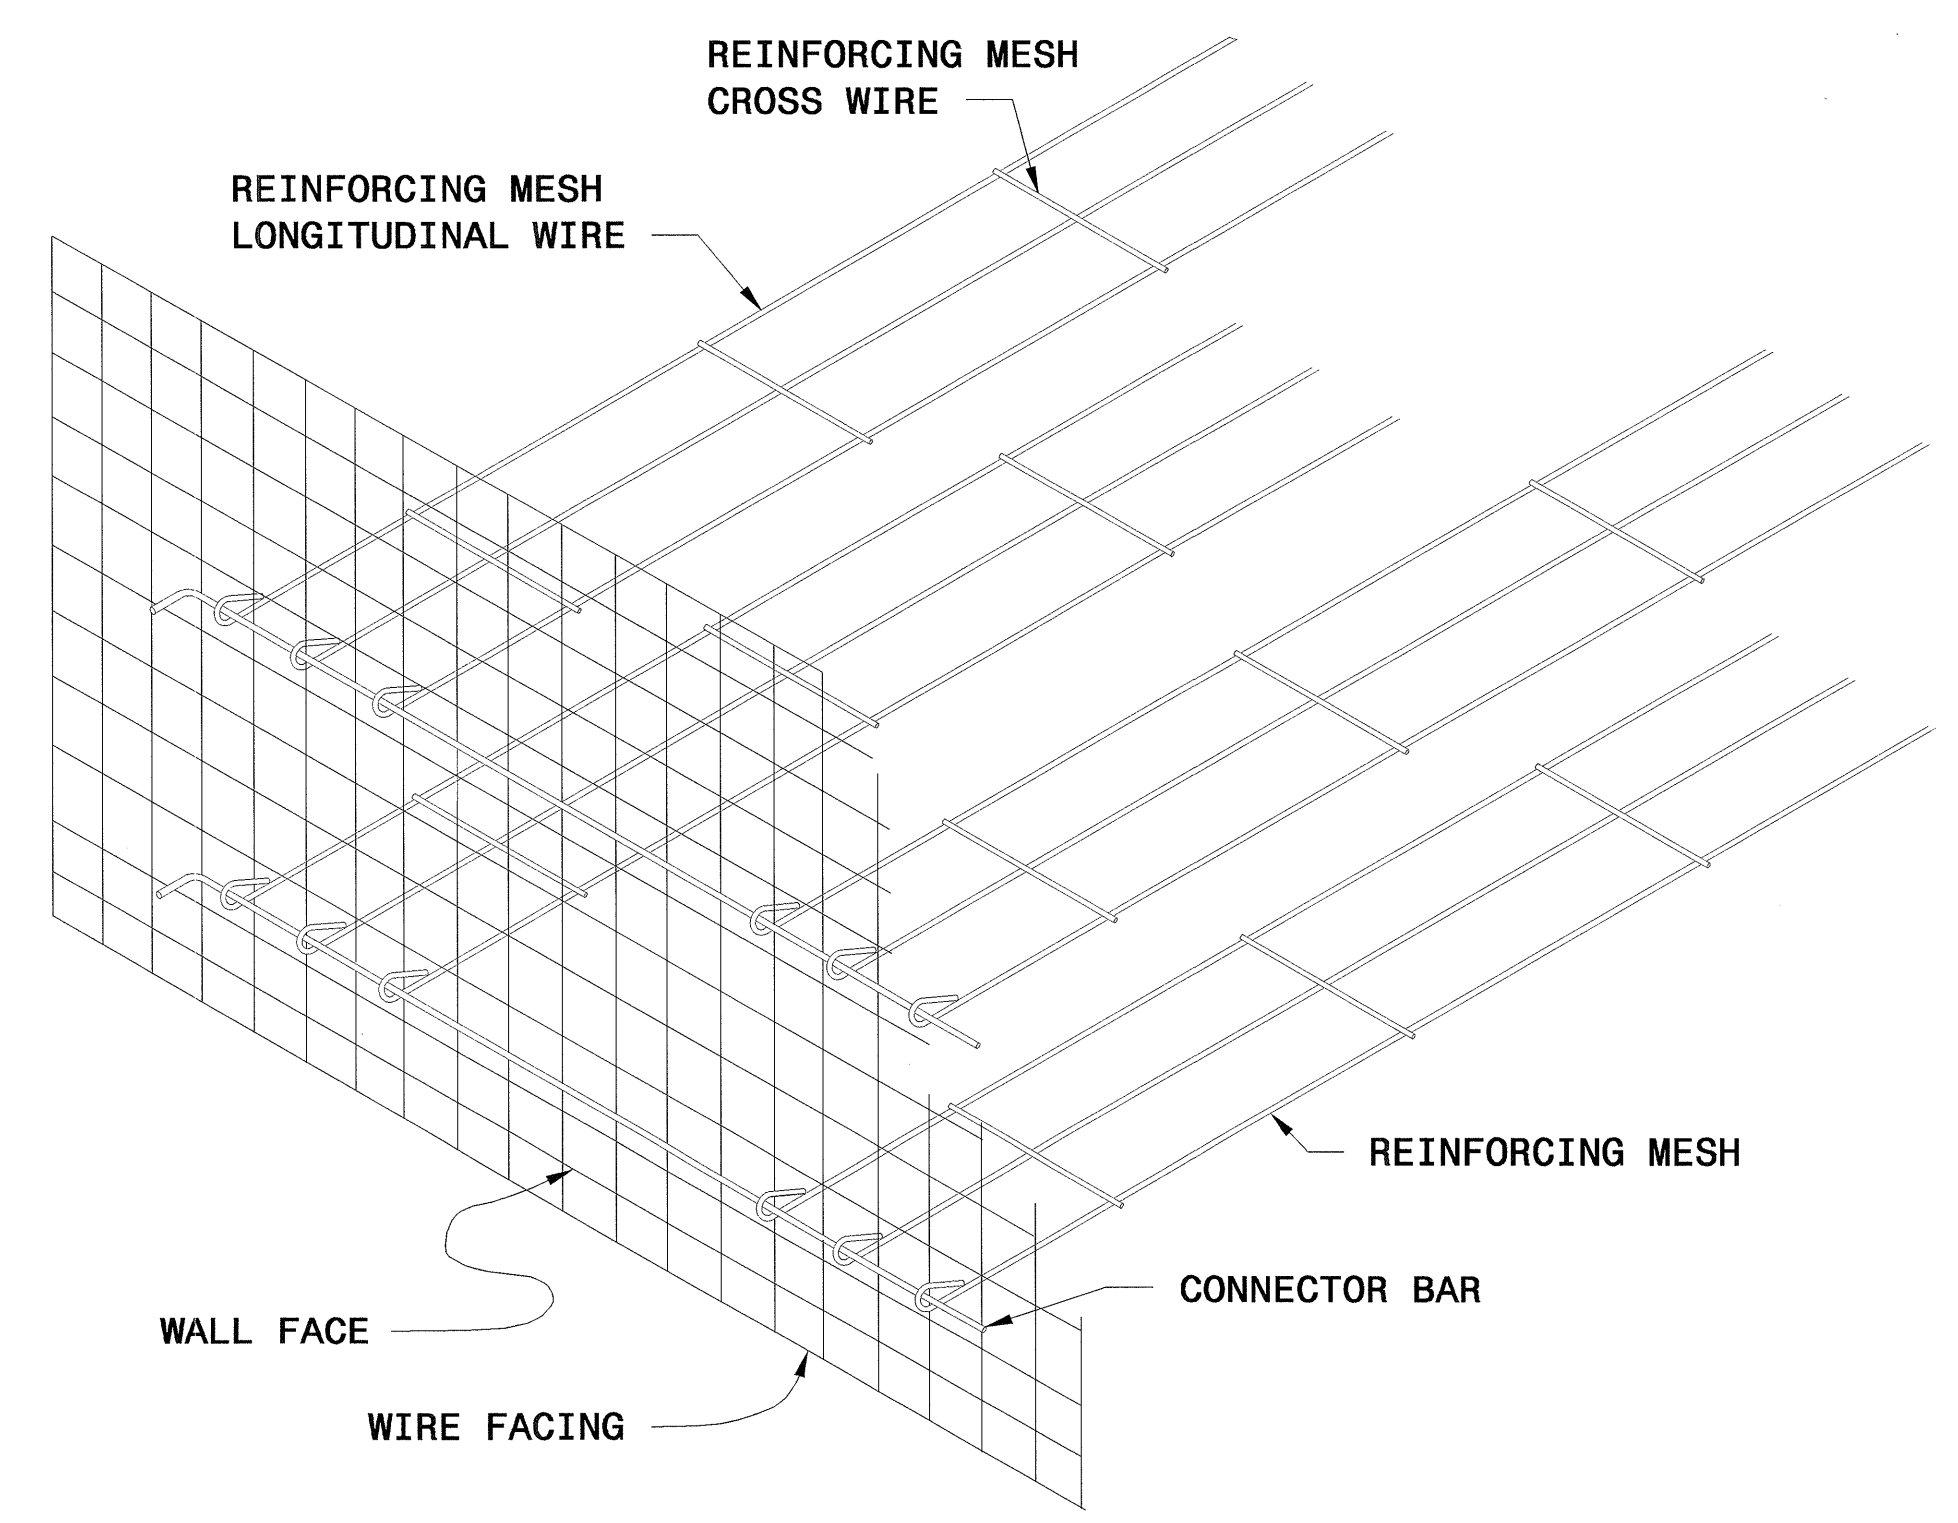 REINFORCING MESH
CROSS WIRE
REINFORCING MESH
LONGITUDINAL WIRE
REINFORCING MESH
CONNECTOR BAR
WALL FACE
WIRE FACING